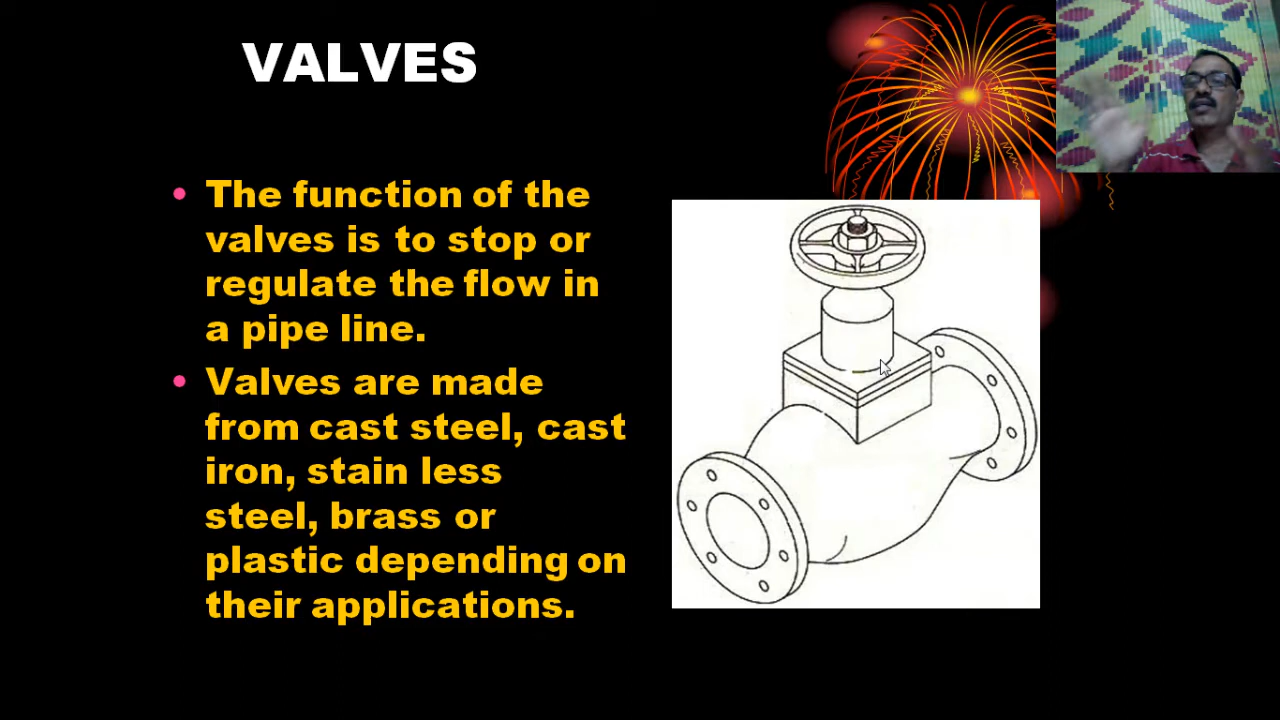 VALVES
• The function of the
valves is to stop or
regulate the flow in
a pipe line.
• Valves are made
from cast steel, cast
iron, stain less
steel, brass or
plastic depending on
their applications.